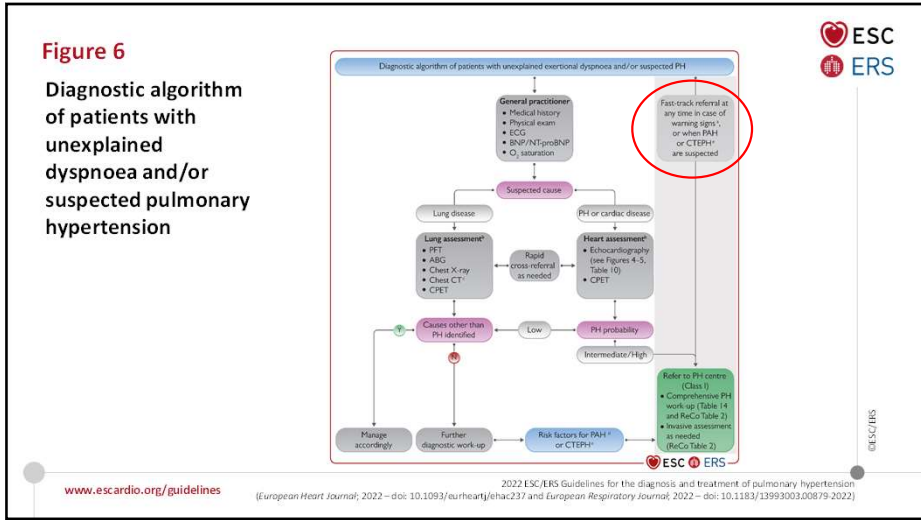 Figure 6
Diagnostic algorithm
of patients with
unexplained
dyspnoea and/or
suspected pulmonary
hypertension
ESC
ERS
Diagnostic algorithm of patients with unexplained exertional dyspnoea and/or suspected PH
General practitioner
• Medical history
• Physical exam
• ECG
• BNP/NT-proBNP
• O₂ saturation
Fast-track referral at
any time in case of
warning signsᵃ,
or when PAH
or CTEPH
are suspected
Suspected cause
Lung disease
PH or cardiac disease
Lung assessmentᵇ
• PFT
• ABG
• Chest X-ray
• Chest CT
• CPET
Rapid
cross-referral
as needed
Heart assessmentᵇ
• Echocardiography
(see Figures 4–5,
Table 10)
• CPET
Y
Causes other than
PH identified
Low
PH probability
N
Intermediate/High
Refer to PH centre
(Class I)
• Comprehensive PH
work-up (Table 14
and ReCo Table 2)
• Invasive assessment
as needed
(ReCo Table 2)
Manage
accordingly
Further
diagnostic work-up
Risk factors for PAH
or CTEPH
ESC ERS
©ESC/ERS
www.escardio.org/guidelines
2022 ESC/ERS Guidelines for the diagnosis and treatment of pulmonary hypertension
(European Heart Journal; 2022 – doi: 10.1093/eurheartj/ehac237 and European Respiratory Journal; 2022 – doi: 10.1183/13993003.00879-2022)